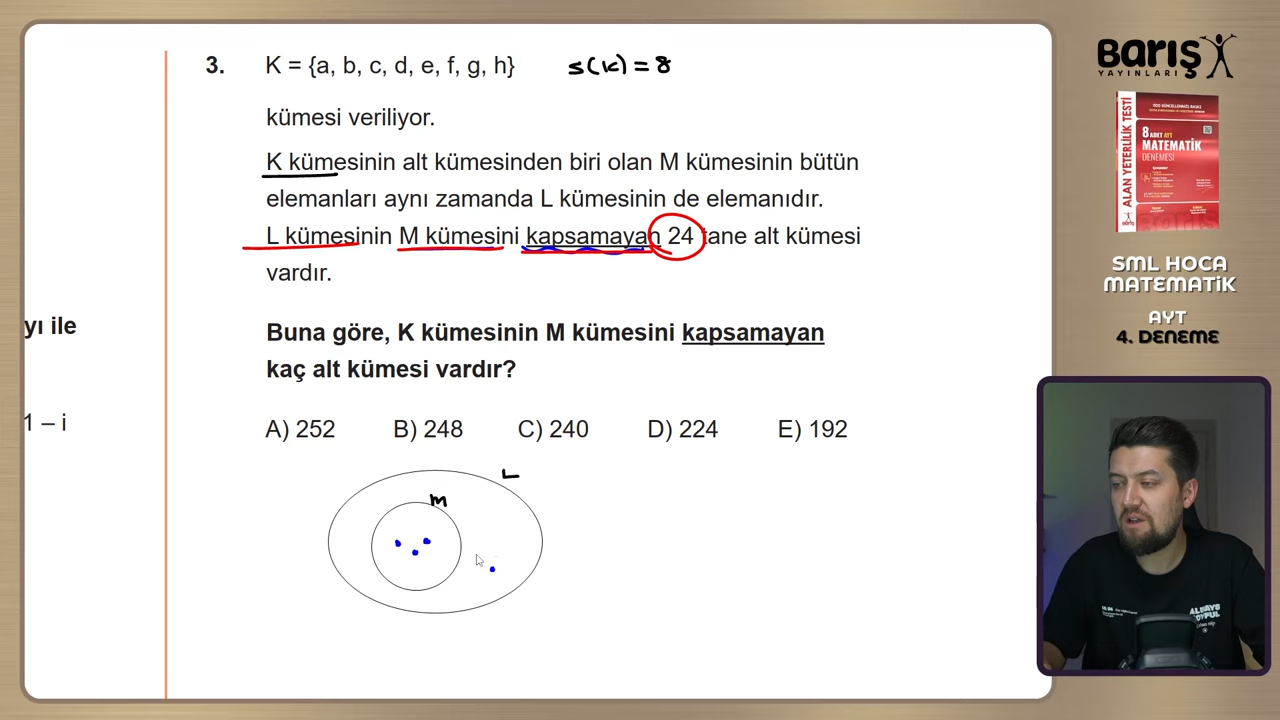 3. K = {a, b, c, d, e, f, g, h} s(K) = 8
kümesi veriliyor.
K kümesinin alt kümesinden biri olan M kümesinin bütün
elemanları aynı zamanda L kümesinin de elemanıdır.
L kümesinin M kümesini kapsamayan 24 tane alt kümesi
vardır.
Buna göre, K kümesinin M kümesini kapsamayan
kaç alt kümesi vardır?
A) 252 B) 248 C) 240 D) 224 E) 192
L
M
yı ile
1 – i
Barış
YAYINLARI
ALAN YETERLİLİK TESTİ
8 ADET AYT
MATEMATİK
DENEMESİ
SML HOCA
MATEMATİK
AYT
4. DENEME